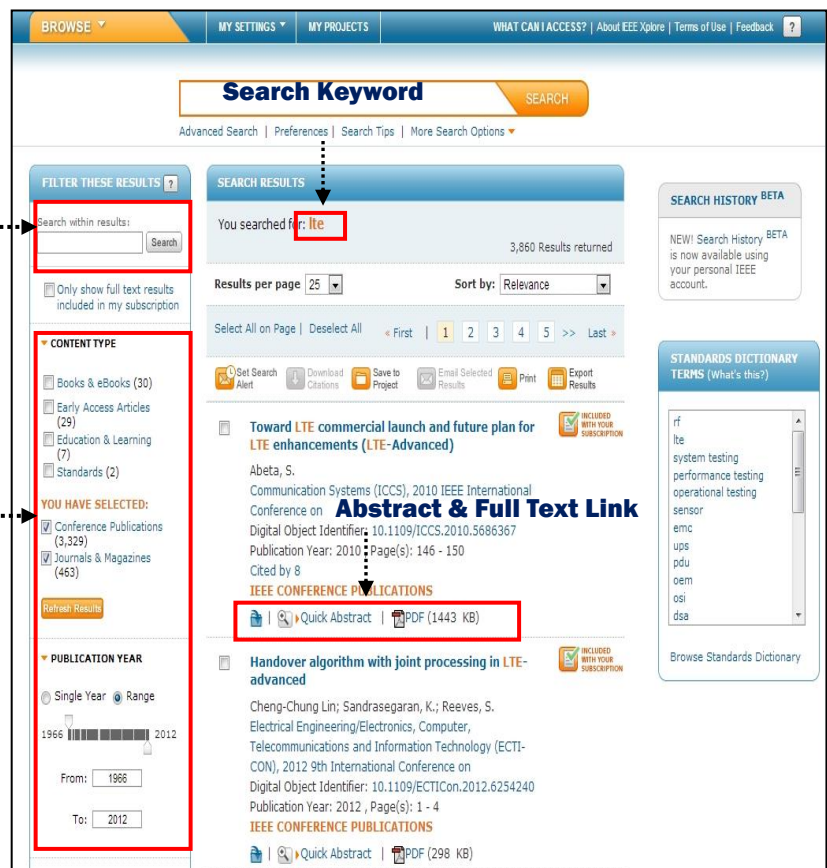 BROWSE
MY SETTINGS
MY PROJECTS
WHAT CAN I ACCESS? | About IEEE Xplore | Terms of Use | Feedback ?
Search Keyword
SEARCH
Advanced Search | Preferences | Search Tips | More Search Options
FILTER THESE RESULTS ?
Search within results:
Search
Only show full text results
included in my subscription
CONTENT TYPE
Books & eBooks (30)
Early Access Articles
(29)
Education & Learning
(7)
Standards (2)
YOU HAVE SELECTED:
Conference Publications
(3,329)
Journals & Magazines
(463)
Refresh Results
PUBLICATION YEAR
Single Year Range
1966 2012
From: 1966
To: 2012
SEARCH RESULTS
You searched for: lte
3,860 Results returned
Results per page 25 Sort by: Relevance
Select All on Page | Deselect All « First | 1 2 3 4 5 >> Last »
Set Search Alert
Download Citations
Save to Project
Email Selected Results
Print
Export Results
Toward LTE commercial launch and future plan for
LTE enhancements (LTE-Advanced)
INCLUDED
WITH YOUR
SUBSCRIPTION
Abeta, S.
Communication Systems (ICCS), 2010 IEEE International
Conference on
Abstract & Full Text Link
Digital Object Identifier: 10.1109/ICCS.2010.5686367
Publication Year: 2010 , Page(s): 146 - 150
Cited by 8
IEEE CONFERENCE PUBLICATIONS
| Quick Abstract | PDF (1443 KB)
Handover algorithm with joint processing in LTE-
advanced
INCLUDED
WITH YOUR
SUBSCRIPTION
Cheng-Chung Lin; Sandrasegaran, K.; Reeves, S.
Electrical Engineering/Electronics, Computer,
Telecommunications and Information Technology (ECTI-
CON), 2012 9th International Conference on
Digital Object Identifier: 10.1109/ECTICon.2012.6254240
Publication Year: 2012 , Page(s): 1 - 4
IEEE CONFERENCE PUBLICATIONS
| Quick Abstract | PDF (298 KB)
SEARCH HISTORY BETA
NEW! Search History BETA
is now available using
your personal IEEE
account.
STANDARDS DICTIONARY
TERMS (What's this?)
rf
lte
system testing
performance testing
operational testing
sensor
emc
ups
pdu
oem
osi
dsa
Browse Standards Dictionary